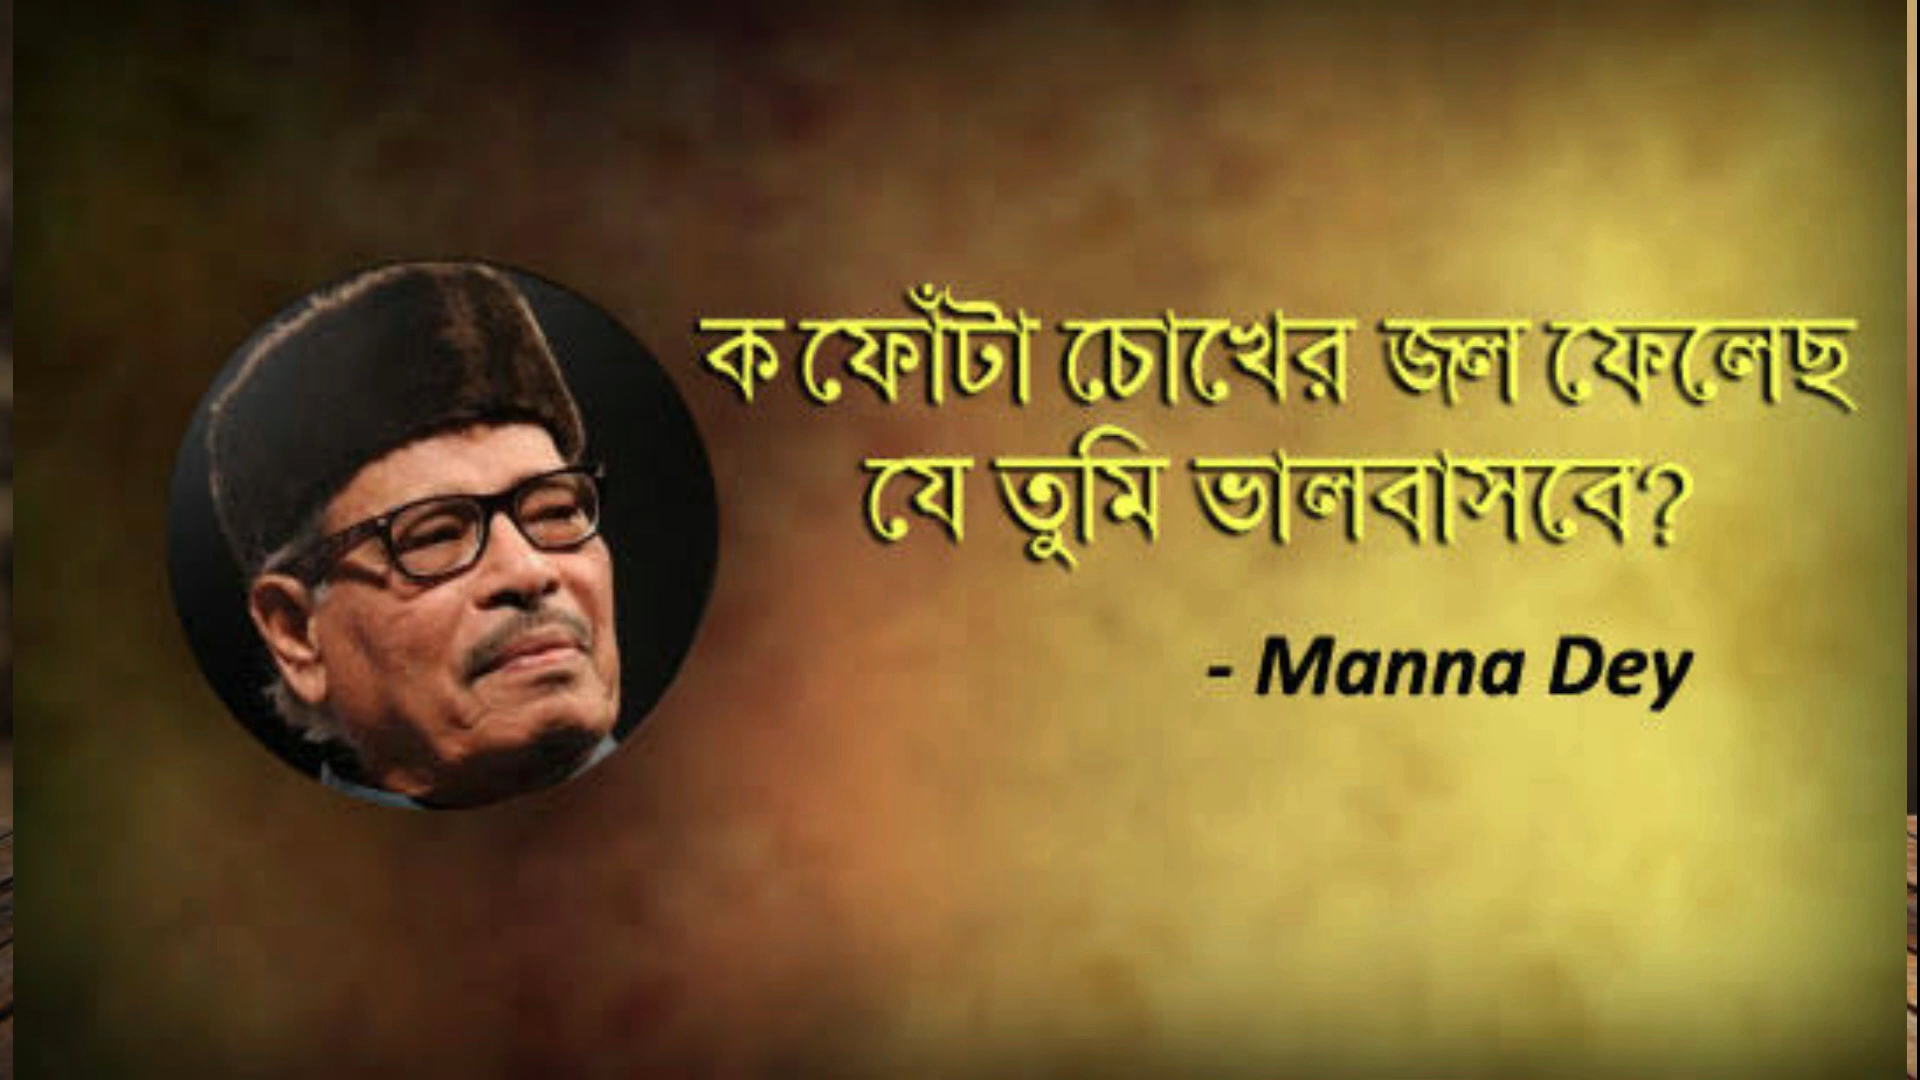 ক ফোঁটা চোখের জল ফেলেছ
যে তুমি ভালবাসবে?
- Manna Dey